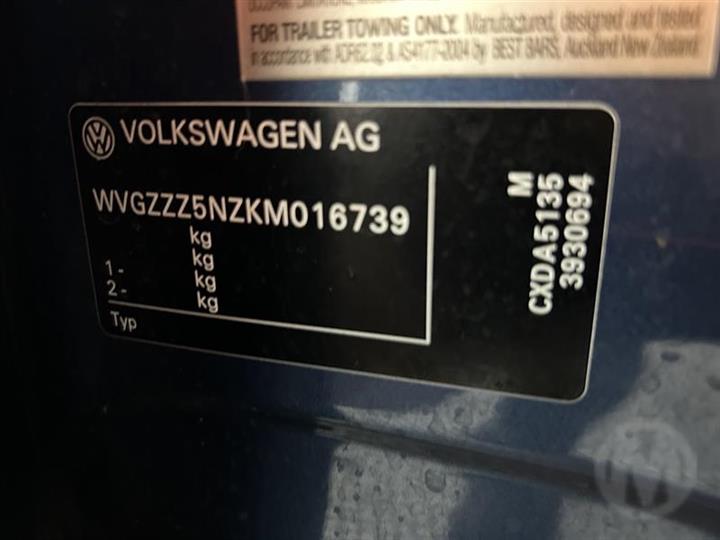 FOR TRAILER TOWING ONLY. Manufactured, designed and tested
in accordance with ADR62.02 & AS4177-2004 by BEST BARS, Auckland New Zealand
VOLKSWAGEN AG
WVGZZZ5NZKM016739
kg
kg
1- kg
2- kg
Typ
M
CXDA5135
3930694